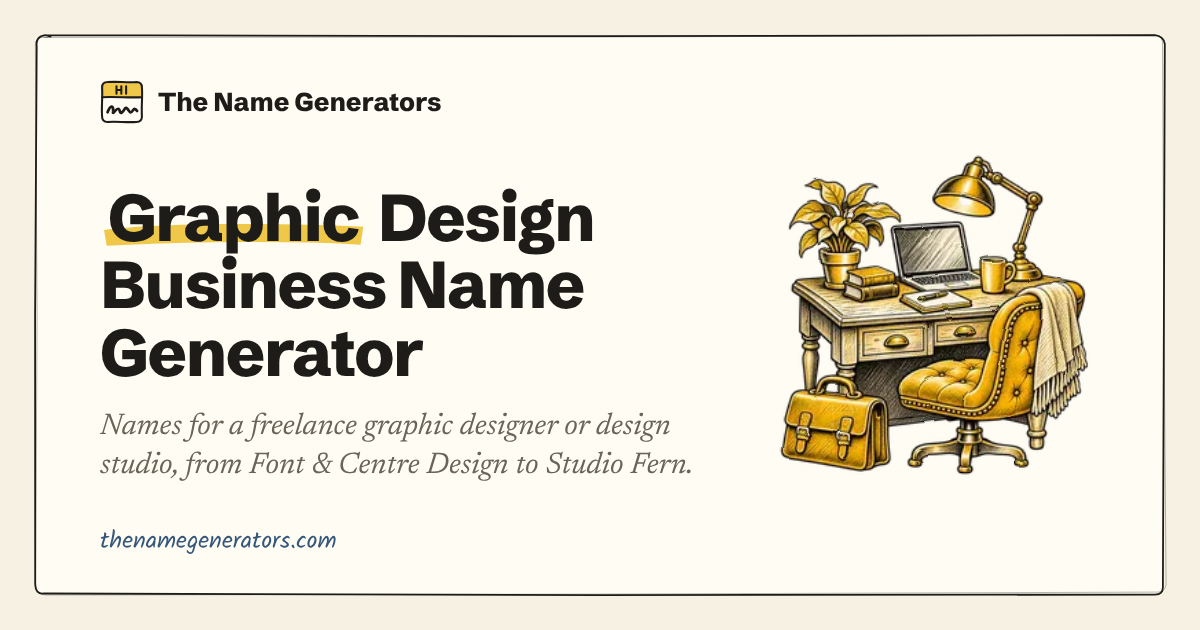 HI
The Name Generators
Graphic Design
Business Name
Generator
Names for a freelance graphic designer or design
studio, from Font & Centre Design to Studio Fern.
thenamegenerators.com